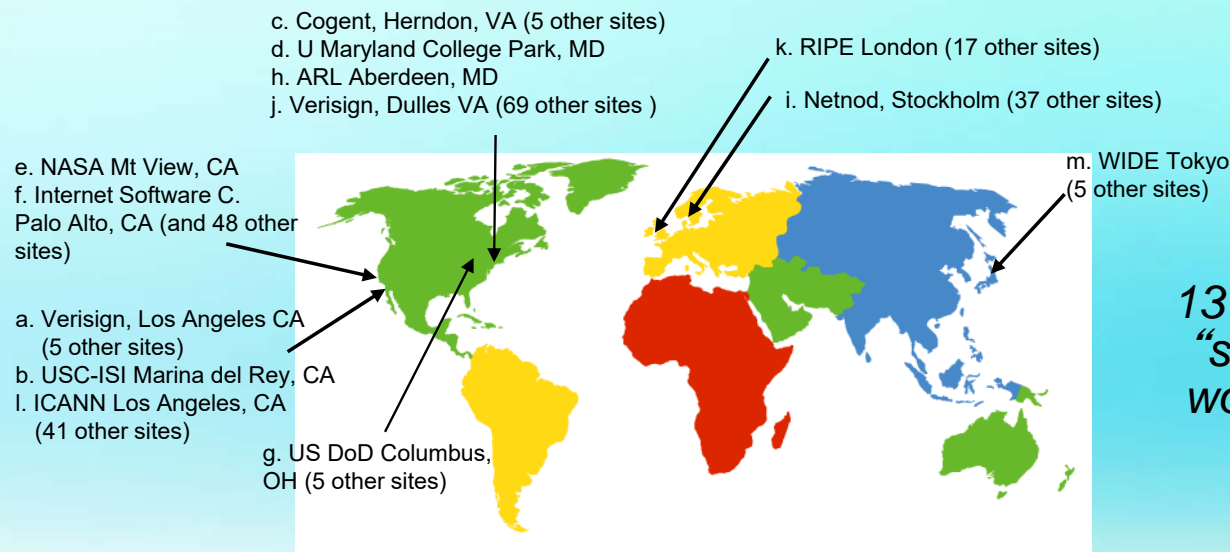 c. Cogent, Herndon, VA (5 other sites)
d. U Maryland College Park, MD
h. ARL Aberdeen, MD
j. Verisign, Dulles VA (69 other sites )
k. RIPE London (17 other sites)
i. Netnod, Stockholm (37 other sites)
m. WIDE Tokyo
(5 other sites)
e. NASA Mt View, CA
f. Internet Software C.
Palo Alto, CA (and 48 other
sites)
a. Verisign, Los Angeles CA
(5 other sites)
b. USC-ISI Marina del Rey, CA
l. ICANN Los Angeles, CA
(41 other sites)
g. US DoD Columbus,
OH (5 other sites)
13